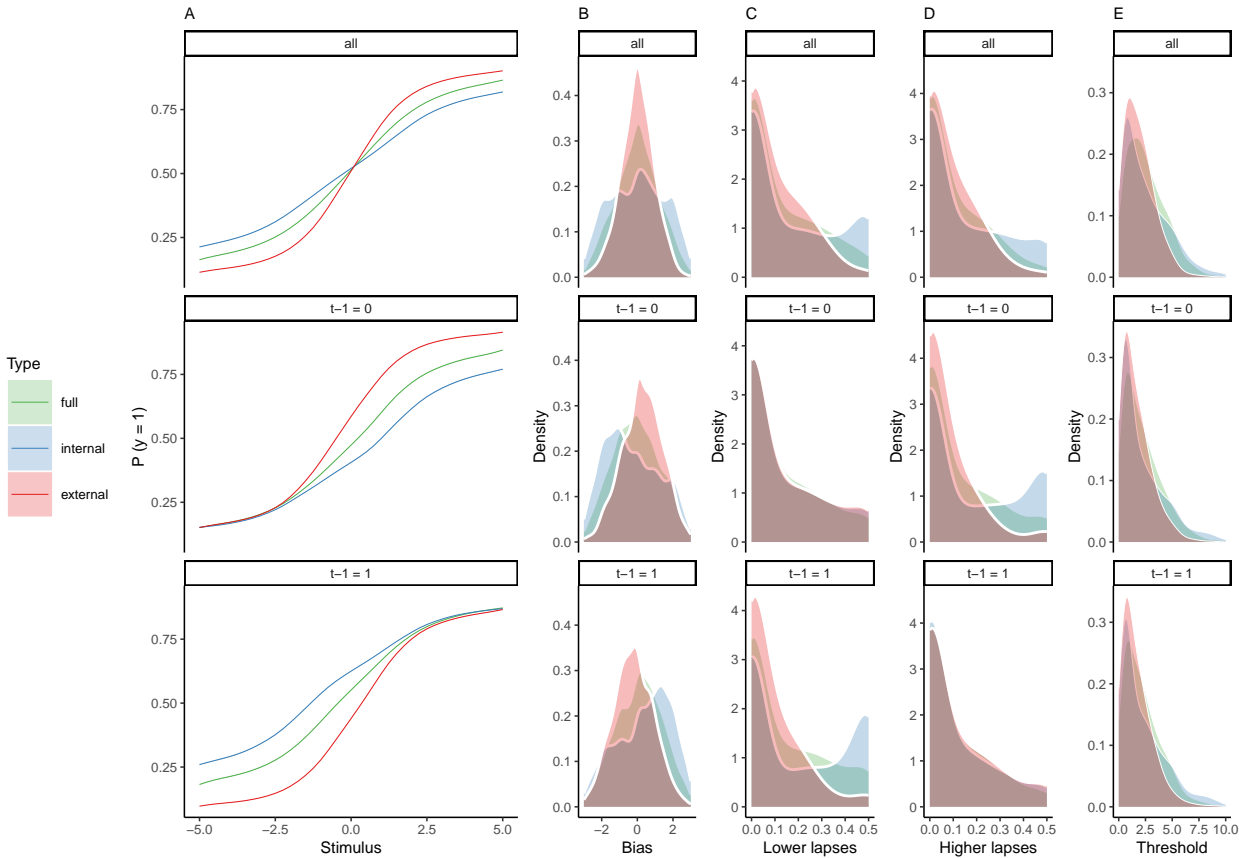 A
B
C
D
E
all
all
all
all
all
0.75
0.50
0.25
0.4
0.3
0.2
0.1
0.0
4
3
2
1
0
4
3
2
1
0
0.3
0.2
0.1
0.0
t−1 = 0
t−1 = 0
t−1 = 0
t−1 = 0
t−1 = 0
Type
full
internal
external
P (y = 1)
0.75
0.50
0.25
Density
0.4
0.3
0.2
0.1
0.0
Density
4
3
2
1
0
Density
4
3
2
1
0
Density
0.3
0.2
0.1
0.0
t−1 = 1
t−1 = 1
t−1 = 1
t−1 = 1
t−1 = 1
0.75
0.50
0.25
0.4
0.3
0.2
0.1
0.0
4
3
2
1
0
4
3
2
1
0
0.3
0.2
0.1
0.0
−5.0 −2.5 0.0 2.5 5.0
−2 0 2
0.0 0.1 0.2 0.3 0.4 0.5
0.0 0.1 0.2 0.3 0.4 0.5
0.0 2.5 5.0 7.5 10.0
Stimulus
Bias
Lower lapses
Higher lapses
Threshold